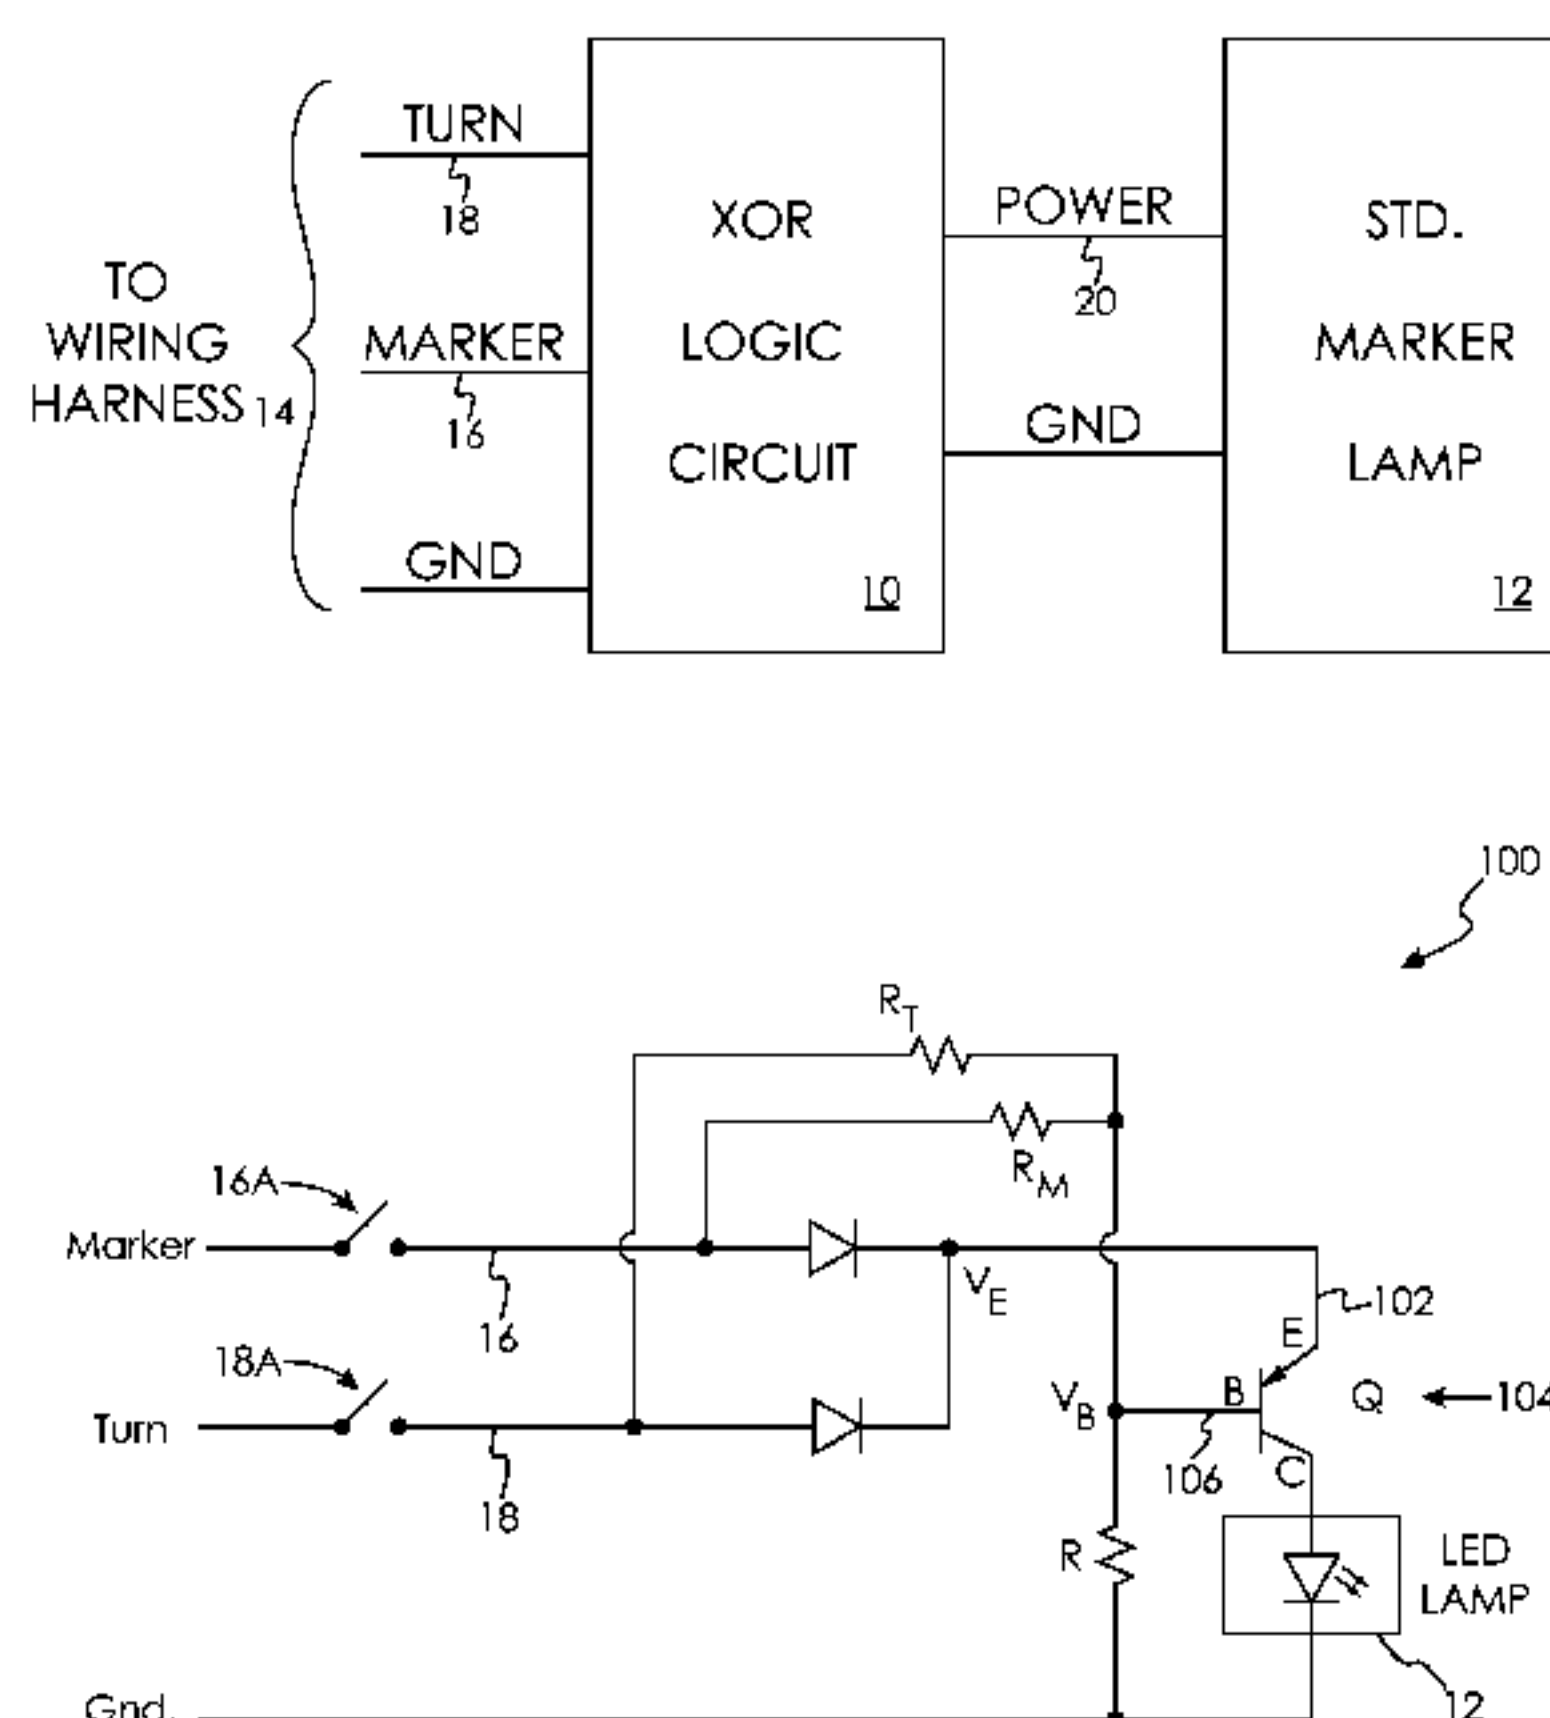 TURN
18
XOR
LOGIC
CIRCUIT
10
POWER
20
GND
STD.
MARKER
LAMP
12
TO
WIRING
HARNESS 14
MARKER
16
GND
100
RT
RM
16A
Marker
16
VE
102
E
18A
Turn
18
VB
B
Q
104
106
C
R
LED
LAMP
12
Gnd.